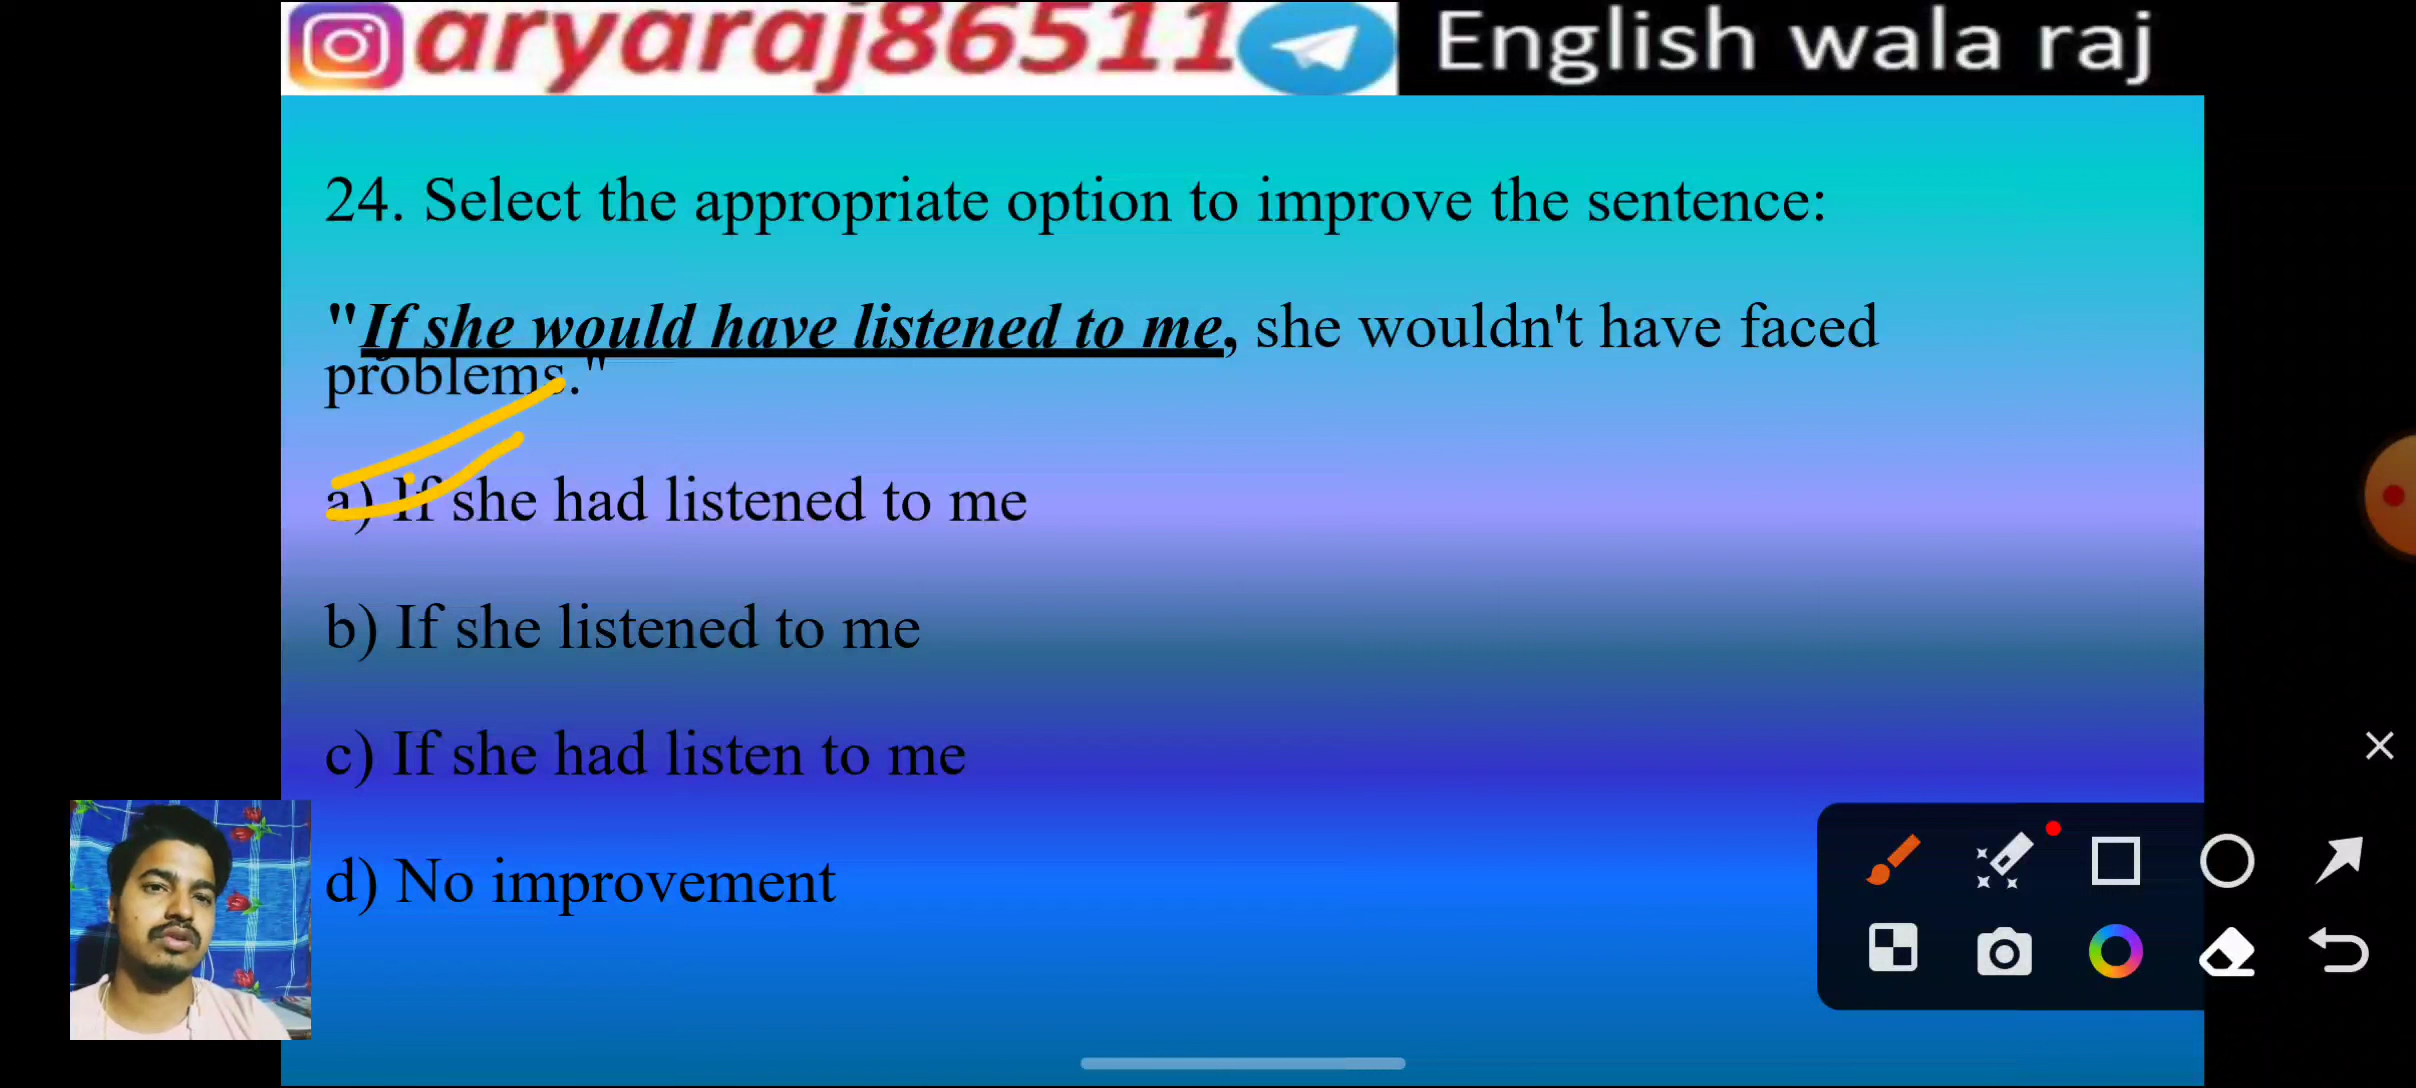 aryaraj86511 English wala raj
24. Select the appropriate option to improve the sentence:
"If she would have listened to me, she wouldn't have faced
problems."
a) If she had listened to me
b) If she listened to me
c) If she had listen to me
d) No improvement